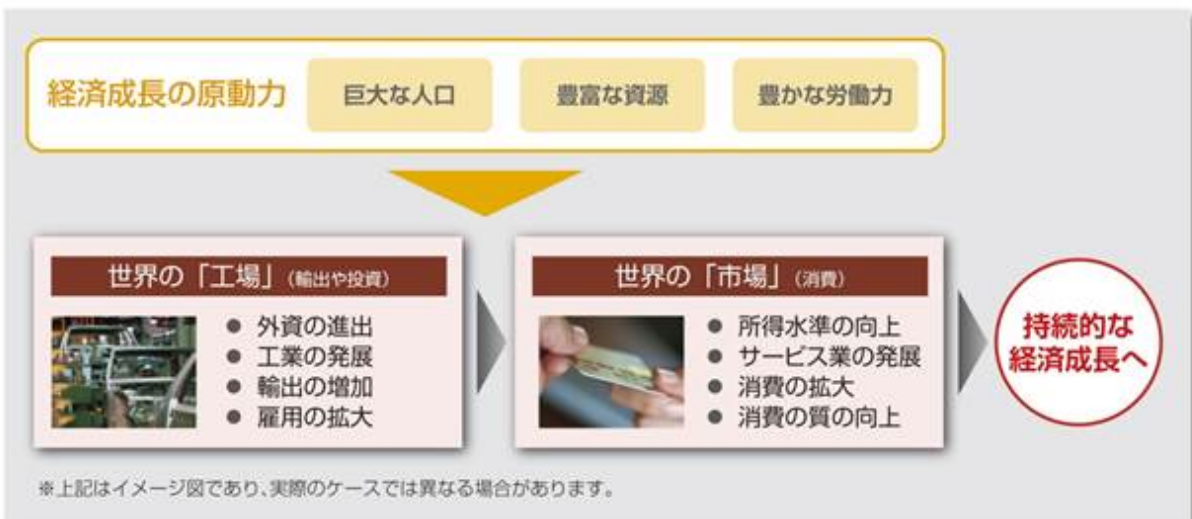 経済成長の原動力
巨大な人口
豊富な資源
豊かな労働力
世界の「工場」(輸出や投資)
● 外資の進出
● 工業の発展
● 輸出の増加
● 雇用の拡大
世界の「市場」(消費)
● 所得水準の向上
● サービス業の発展
● 消費の拡大
● 消費の質の向上
持続的な
経済成長へ
※上記はイメージ図であり、実際のケースでは異なる場合があります。